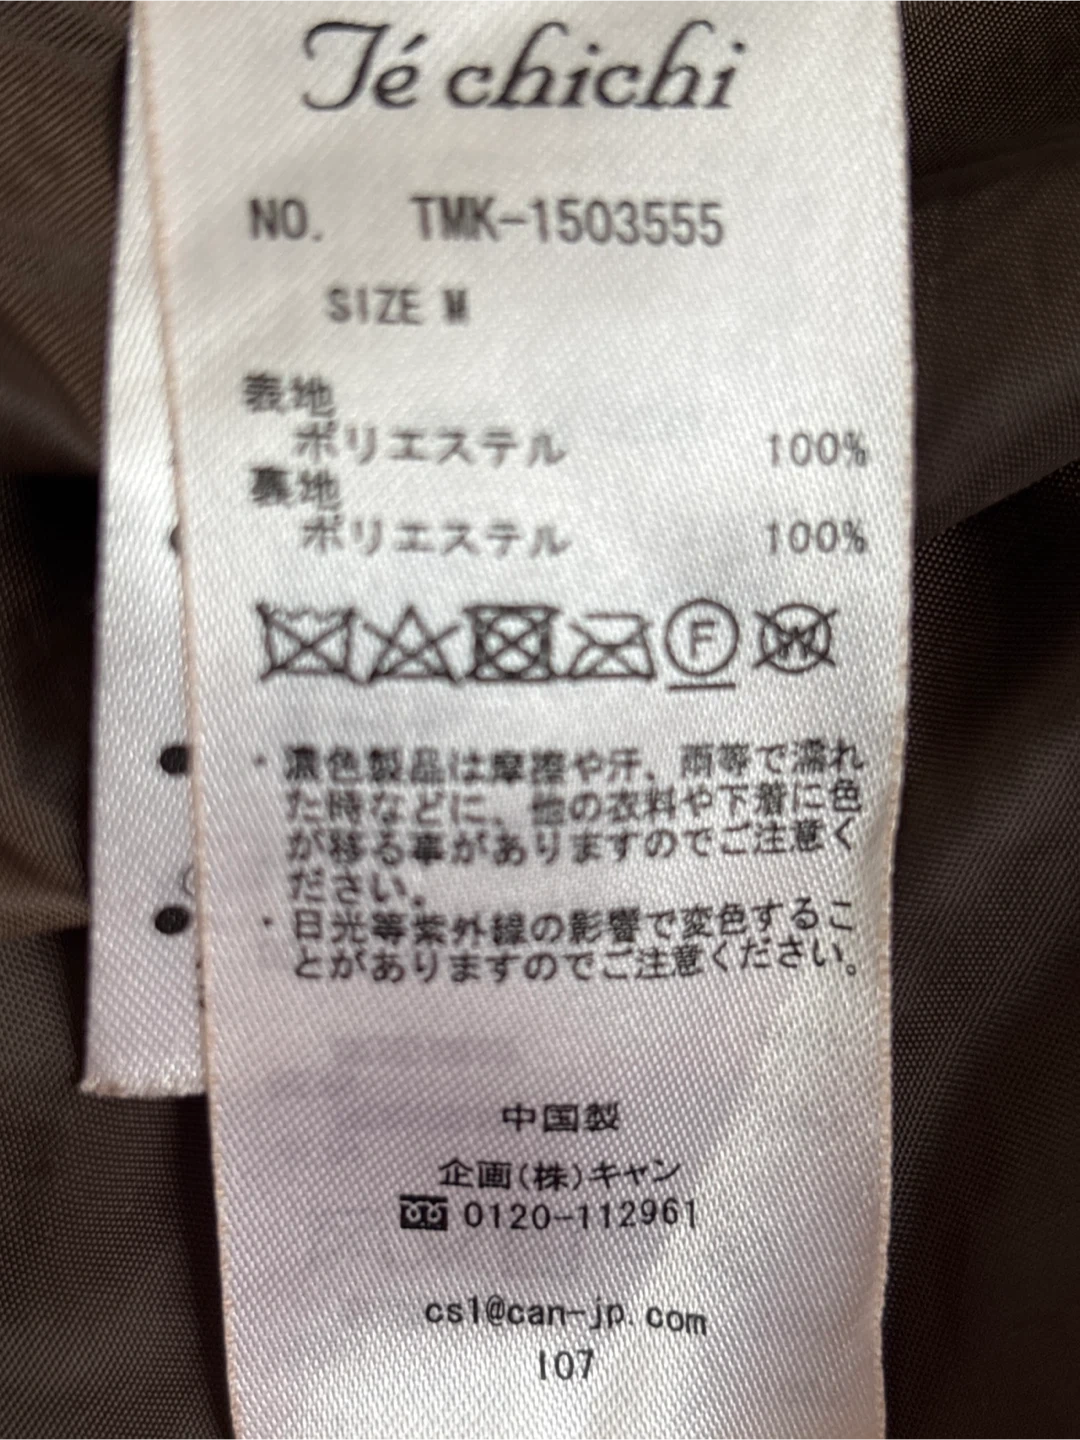 Té chichi
NO. TMK-1503555
SIZE M
表地
ポリエステル 100%
裏地
ポリエステル 100%
F W
・濃色製品は摩擦や汗、雨等で濡れ
た時などに、他の衣料や下着に色
が移る事がありますのでご注意く
ださい。
・日光等紫外線の影響で変色するこ
とがありますのでご注意ください。
中国製
企画(株)キャン
0120-112961
cs1@can-jp.com
107